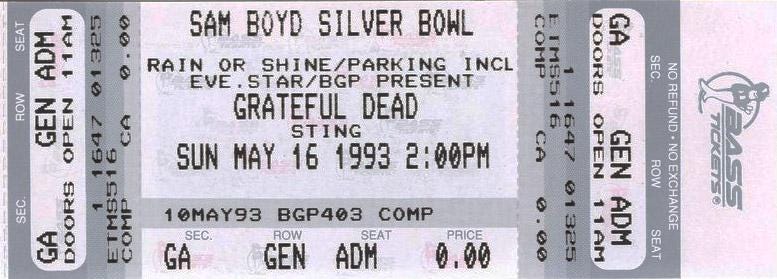 SEAT
ROW
SEC.
GEN ADM
GA
DOORS OPEN 11AM
1 1647 01325
ETMS516
COMP CA 0.00
SAM BOYD SILVER BOWL
RAIN OR SHINE/PARKING INCL
EVE.STAR/BGP PRESENT
GRATEFUL DEAD
STING
SUN MAY 16 1993 2:00PM
10MAY93 BGP403 COMP
SEC. ROW SEAT PRICE
GA GEN ADM 0.00
COMP CA 0.00
ETMS516
1 1647 01325
DOORS 11AM
GA GEN ADM
SEC. ROW SEAT
NO REFUND • NO EXCHANGE
BASS
TICKETS®